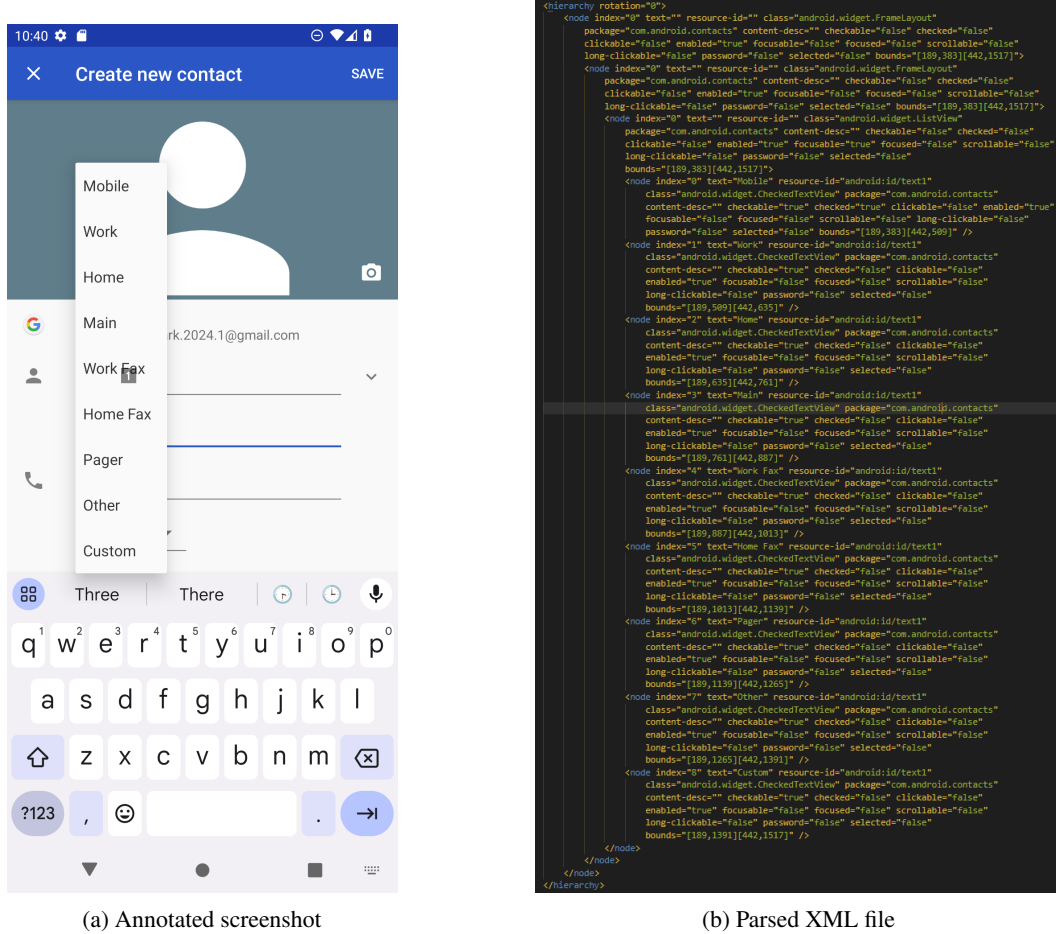 10:40
Create new contact
SAVE
Mobile
Work
Home
Main
rk.2024.1@gmail.com
Work Fax
1
Home Fax
Pager
Other
Custom
Three There
q1 w2 e3 r4 t5 y6 u7 i8 o9 p0
a s d f g h j k l
z x c v b n m
?123 , .
(a) Annotated screenshot
<hierarchy rotation="0">
<node index="0" text="" resource-id="" class="android.widget.FrameLayout"
package="com.android.contacts" content-desc="" checkable="false" checked="false"
clickable="false" enabled="true" focusable="false" focused="false" scrollable="false"
long-clickable="false" password="false" selected="false" bounds="[189,383][442,1517]">
<node index="0" text="" resource-id="" class="android.widget.FrameLayout"
package="com.android.contacts" content-desc="" checkable="false" checked="false"
clickable="false" enabled="true" focusable="false" focused="false" scrollable="false"
long-clickable="false" password="false" selected="false" bounds="[189,383][442,1517]">
<node index="0" text="" resource-id="" class="android.widget.ListView"
package="com.android.contacts" content-desc="" checkable="false" checked="false"
clickable="false" enabled="true" focusable="true" focused="false" scrollable="false"
long-clickable="false" password="false" selected="false"
bounds="[189,383][442,1517]">
<node index="0" text="Mobile" resource-id="android:id/text1"
class="android.widget.CheckedTextView" package="com.android.contacts"
content-desc="" checkable="true" checked="true" clickable="false" enabled="true"
focusable="false" focused="false" scrollable="false" long-clickable="false"
password="false" selected="false" bounds="[189,383][442,509]" />
<node index="1" text="Work" resource-id="android:id/text1"
class="android.widget.CheckedTextView" package="com.android.contacts"
content-desc="" checkable="true" checked="false" clickable="false"
enabled="true" focusable="false" focused="false" scrollable="false"
long-clickable="false" password="false" selected="false"
bounds="[189,509][442,635]" />
<node index="2" text="Home" resource-id="android:id/text1"
class="android.widget.CheckedTextView" package="com.android.contacts"
content-desc="" checkable="true" checked="false" clickable="false"
enabled="true" focusable="false" focused="false" scrollable="false"
long-clickable="false" password="false" selected="false"
bounds="[189,635][442,761]" />
<node index="3" text="Main" resource-id="android:id/text1"
class="android.widget.CheckedTextView" package="com.android.contacts"
content-desc="" checkable="true" checked="false" clickable="false"
enabled="true" focusable="false" focused="false" scrollable="false"
long-clickable="false" password="false" selected="false"
bounds="[189,761][442,887]" />
<node index="4" text="Work Fax" resource-id="android:id/text1"
class="android.widget.CheckedTextView" package="com.android.contacts"
content-desc="" checkable="true" checked="false" clickable="false"
enabled="true" focusable="false" focused="false" scrollable="false"
long-clickable="false" password="false" selected="false"
bounds="[189,887][442,1013]" />
<node index="5" text="Home Fax" resource-id="android:id/text1"
class="android.widget.CheckedTextView" package="com.android.contacts"
content-desc="" checkable="true" checked="false" clickable="false"
enabled="true" focusable="false" focused="false" scrollable="false"
long-clickable="false" password="false" selected="false"
bounds="[189,1013][442,1139]" />
<node index="6" text="Pager" resource-id="android:id/text1"
class="android.widget.CheckedTextView" package="com.android.contacts"
content-desc="" checkable="true" checked="false" clickable="false"
enabled="true" focusable="false" focused="false" scrollable="false"
long-clickable="false" password="false" selected="false"
bounds="[189,1139][442,1265]" />
<node index="7" text="Other" resource-id="android:id/text1"
class="android.widget.CheckedTextView" package="com.android.contacts"
content-desc="" checkable="true" checked="false" clickable="false"
enabled="true" focusable="false" focused="false" scrollable="false"
long-clickable="false" password="false" selected="false"
bounds="[189,1265][442,1391]" />
<node index="8" text="Custom" resource-id="android:id/text1"
class="android.widget.CheckedTextView" package="com.android.contacts"
content-desc="" checkable="true" checked="false" clickable="false"
enabled="true" focusable="false" focused="false" scrollable="false"
long-clickable="false" password="false" selected="false"
bounds="[189,1391][442,1517]" />
</node>
</node>
</node>
</hierarchy>
(b) Parsed XML file